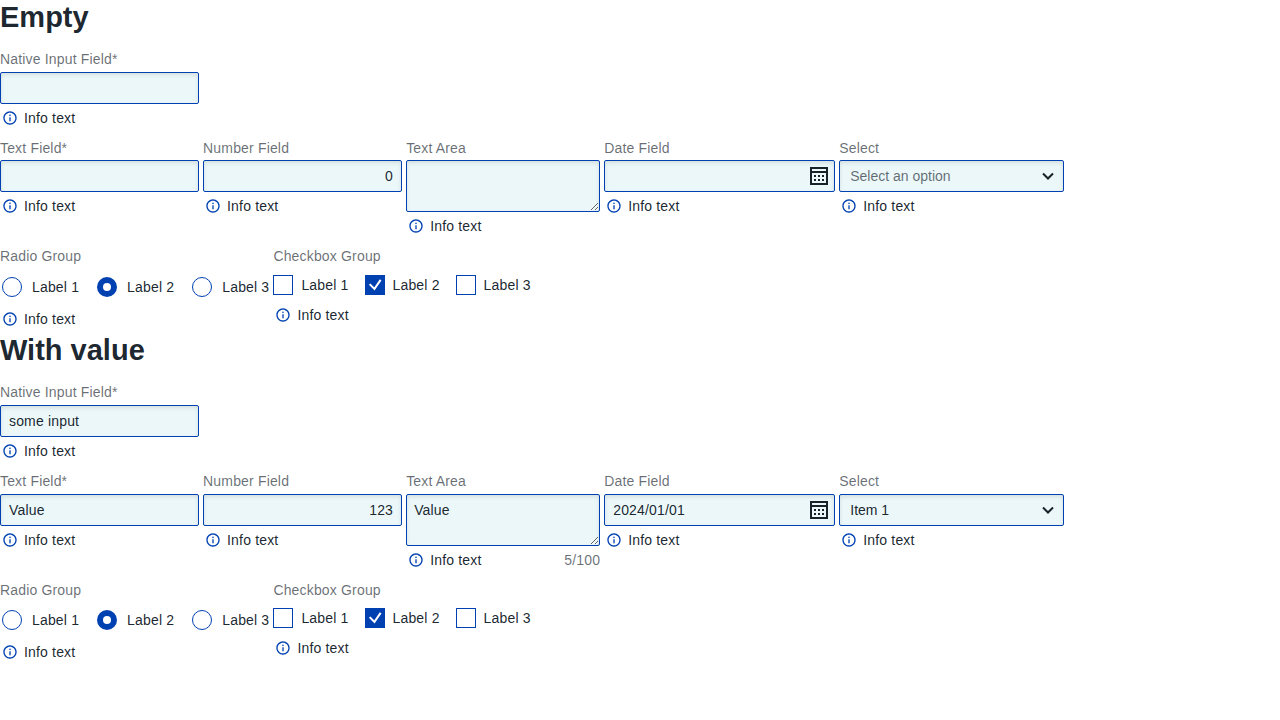 Empty
Native Input Field*
Info text
Text Field* Number Field Text Area Date Field Select
0 Select an option
Info text Info text Info text Info text
Info text
Radio Group Checkbox Group
Label 1 Label 2 Label 3 Label 1 Label 2 Label 3
Info text Info text
With value
Native Input Field*
some input
Info text
Text Field* Number Field Text Area Date Field Select
Value 123 Value 2024/01/01 Item 1
Info text Info text Info text Info text
Info text 5/100
Radio Group Checkbox Group
Label 1 Label 2 Label 3 Label 1 Label 2 Label 3
Info text Info text